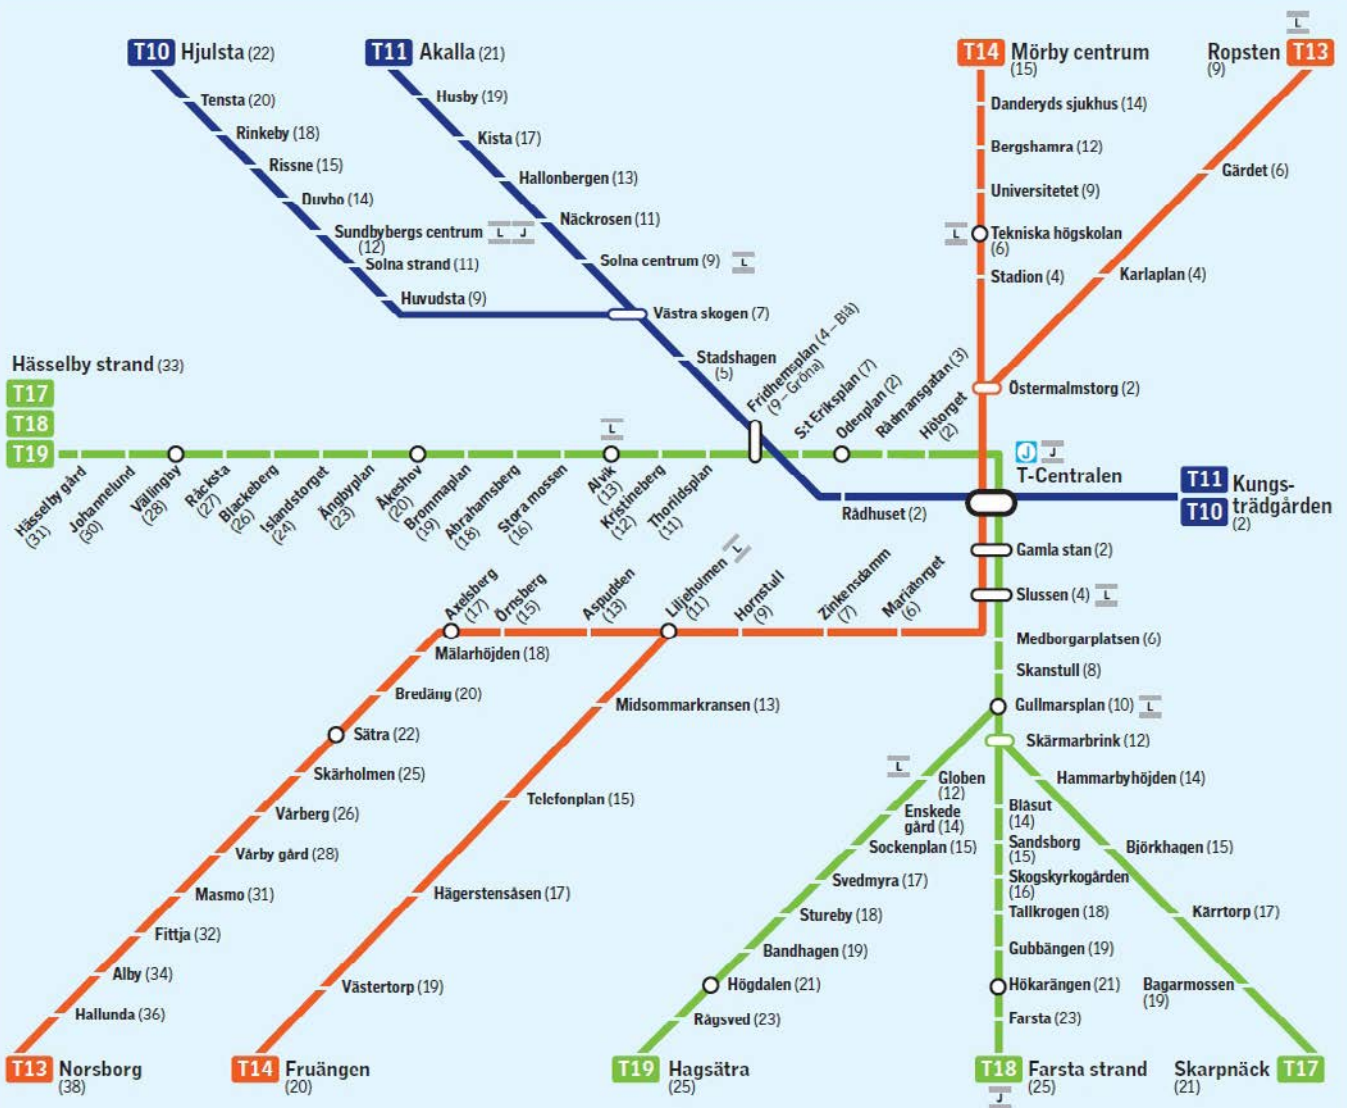 T10 Hjulsta (22)
Tensta (20)
Rinkeby (18)
Rissne (15)
Duvbo (14)
Sundbybergs centrum L J
(12)
Solna strand (11)
Huvudsta (9)
T11 Akalla (21)
Husby (19)
Kista (17)
Hallonbergen (13)
Näckrosen (11)
Solna centrum (9) L
Västra skogen (7)
Stadshagen
(5)
Fridhemsplan (4 – Blå)
(9 – Gröna)
Rådhuset (2)
L
T14 Mörby centrum
(15)
Danderyds sjukhus (14)
Bergshamra (12)
Universitetet (9)
L Tekniska högskolan
(6)
Stadion (4)
L
Ropsten T13
(9)
Gärdet (6)
Karlaplan (4)
Östermalmstorg (2)
Hässelby strand (33)
T17
T18
T19
Hässelby gård
(31)
Johannelund
(30)
Vällingby
(28)
Råcksta
(27)
Blackeberg
(26)
Islandstorget
(24)
Ängbyplan
(23)
Åkeshov
(20)
Brommaplan
(19)
Abrahamsberg
(18)
Stora mossen
(16)
Alvik
(13)
Kristineberg
(12)
Thorildsplan
(11)
S:t Eriksplan (7)
Odenplan (2)
Rådmansgatan (3)
Hötorget
(2)
J J
T-Centralen
T11
T10
Kungs-
trädgården
(2)
Gamla stan (2)
Slussen (4) L
Medborgarplatsen (6)
Skanstull (8)
Gullmarsplan (10) L
Skärmarbrink (12)
Axelsberg
(17)
Örnsberg
(15)
Aspudden
(13)
Liljeholmen L
(11)
Hornstull
(9)
Zinkensdamm
(7)
Mariatorget
(6)
Mälarhöjden (18)
Bredäng (20)
Sätra (22)
Skärholmen (25)
Vårberg (26)
Vårby gård (28)
Masmo (31)
Fittja (32)
Alby (34)
Hallunda (36)
T13 Norsborg
(38)
Midsommarkransen (13)
Telefonplan (15)
Hägerstensåsen (17)
Västertorp (19)
T14 Fruängen
(20)
L
Globen
(12)
Enskede
gård (14)
Sockenplan (15)
Svedmyra (17)
Stureby (18)
Bandhagen (19)
Högdalen (21)
Rågsved (23)
T19 Hagsätra
(25)
Blåsut
(14)
Sandsborg
(15)
Skogskyrkogården
(16)
Tallkrogen (18)
Gubbängen (19)
Hökarängen (21)
Farsta (23)
T18 Farsta strand
(25)
J
Hammarbyhöjden (14)
Björkhagen (15)
Kärrtorp (17)
Bagarmossen
(19)
Skarpnäck T17
(21)